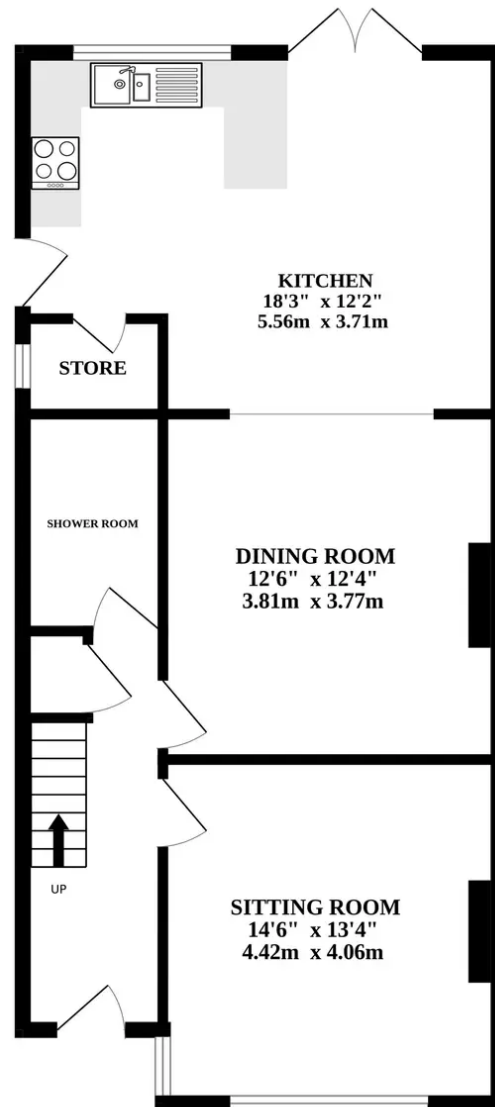 KITCHEN
18'3" x 12'2"
5.56m x 3.71m
STORE
SHOWER ROOM
DINING ROOM
12'6" x 12'4"
3.81m x 3.77m
UP
SITTING ROOM
14'6" x 13'4"
4.42m x 4.06m